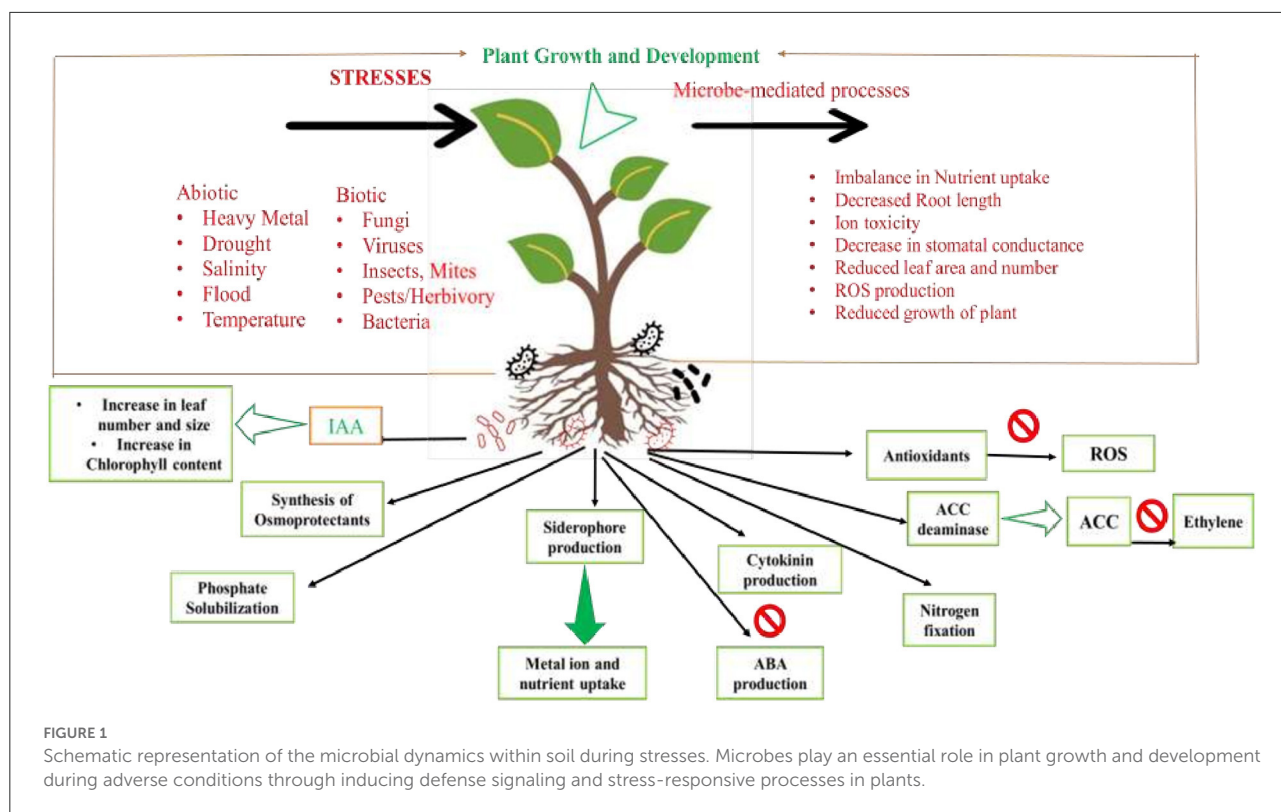 Plant Growth and Development
STRESSES
Microbe-mediated processes
Abiotic
• Heavy Metal
• Drought
• Salinity
• Flood
• Temperature
Biotic
• Fungi
• Viruses
• Insects, Mites
• Pests/Herbivory
• Bacteria
• Imbalance in Nutrient uptake
• Decreased Root length
• Ion toxicity
• Decrease in stomatal conductance
• Reduced leaf area and number
• ROS production
• Reduced growth of plant
• Increase in leaf
number and size
• Increase in
Chlorophyll content
IAA
Synthesis of
Osmoprotectants
Phosphate
Solubilization
Siderophore
production
Metal ion and
nutrient uptake
Cytokinin
production
ABA
production
Antioxidants
ROS
ACC
deaminase
ACC
Ethylene
Nitrogen
fixation
FIGURE 1
Schematic representation of the microbial dynamics within soil during stresses. Microbes play an essential role in plant growth and development
during adverse conditions through inducing defense signaling and stress-responsive processes in plants.